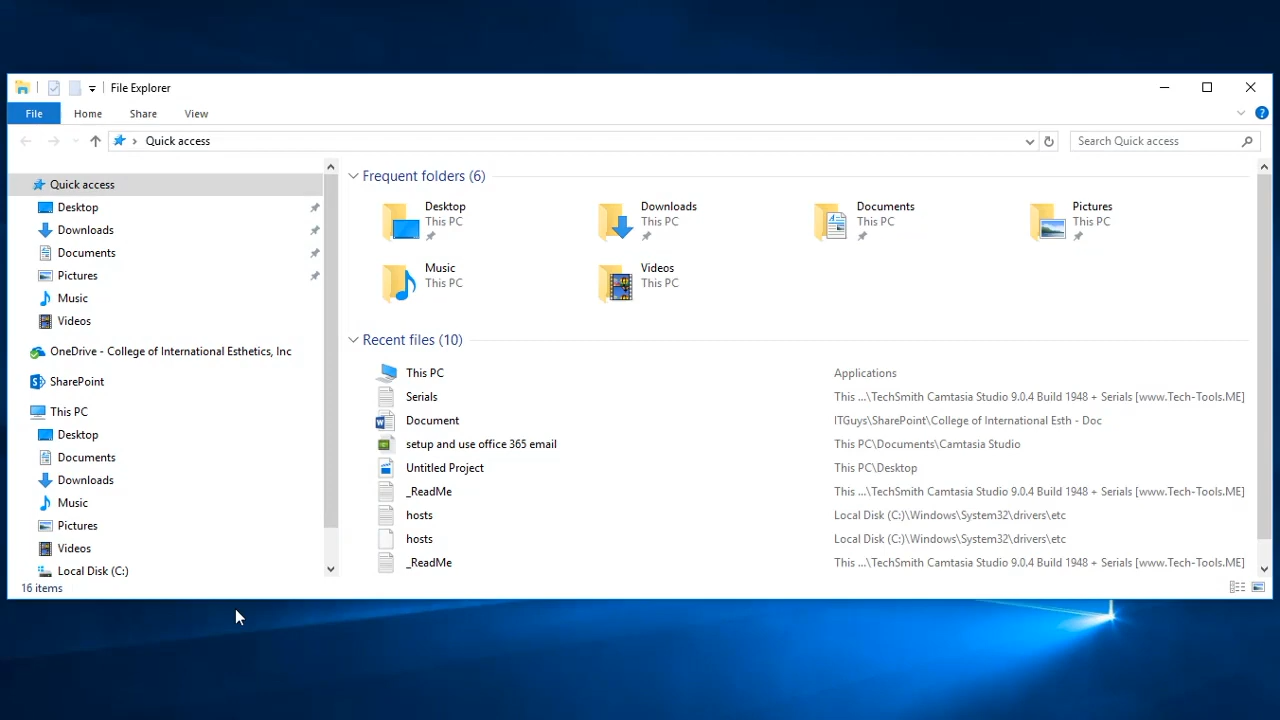 File Explorer
File Home Share View
Quick access
Search Quick access
Quick access
Desktop
Downloads
Documents
Pictures
Music
Videos
OneDrive - College of International Esthetics, Inc
SharePoint
This PC
Desktop
Documents
Downloads
Music
Pictures
Videos
Local Disk (C:)
16 items
Frequent folders (6)
Desktop
This PC
Downloads
This PC
Documents
This PC
Pictures
This PC
Music
This PC
Videos
This PC
Recent files (10)
This PC Applications
Serials This ...\TechSmith Camtasia Studio 9.0.4 Build 1948 + Serials [www.Tech-Tools.ME]
Document ITGuys\SharePoint\College of International Esth - Doc
setup and use office 365 email This PC\Documents\Camtasia Studio
Untitled Project This PC\Desktop
_ReadMe This ...\TechSmith Camtasia Studio 9.0.4 Build 1948 + Serials [www.Tech-Tools.ME]
hosts Local Disk (C:)\Windows\System32\drivers\etc
hosts Local Disk (C:)\Windows\System32\drivers\etc
_ReadMe This ...\TechSmith Camtasia Studio 9.0.4 Build 1948 + Serials [www.Tech-Tools.ME]